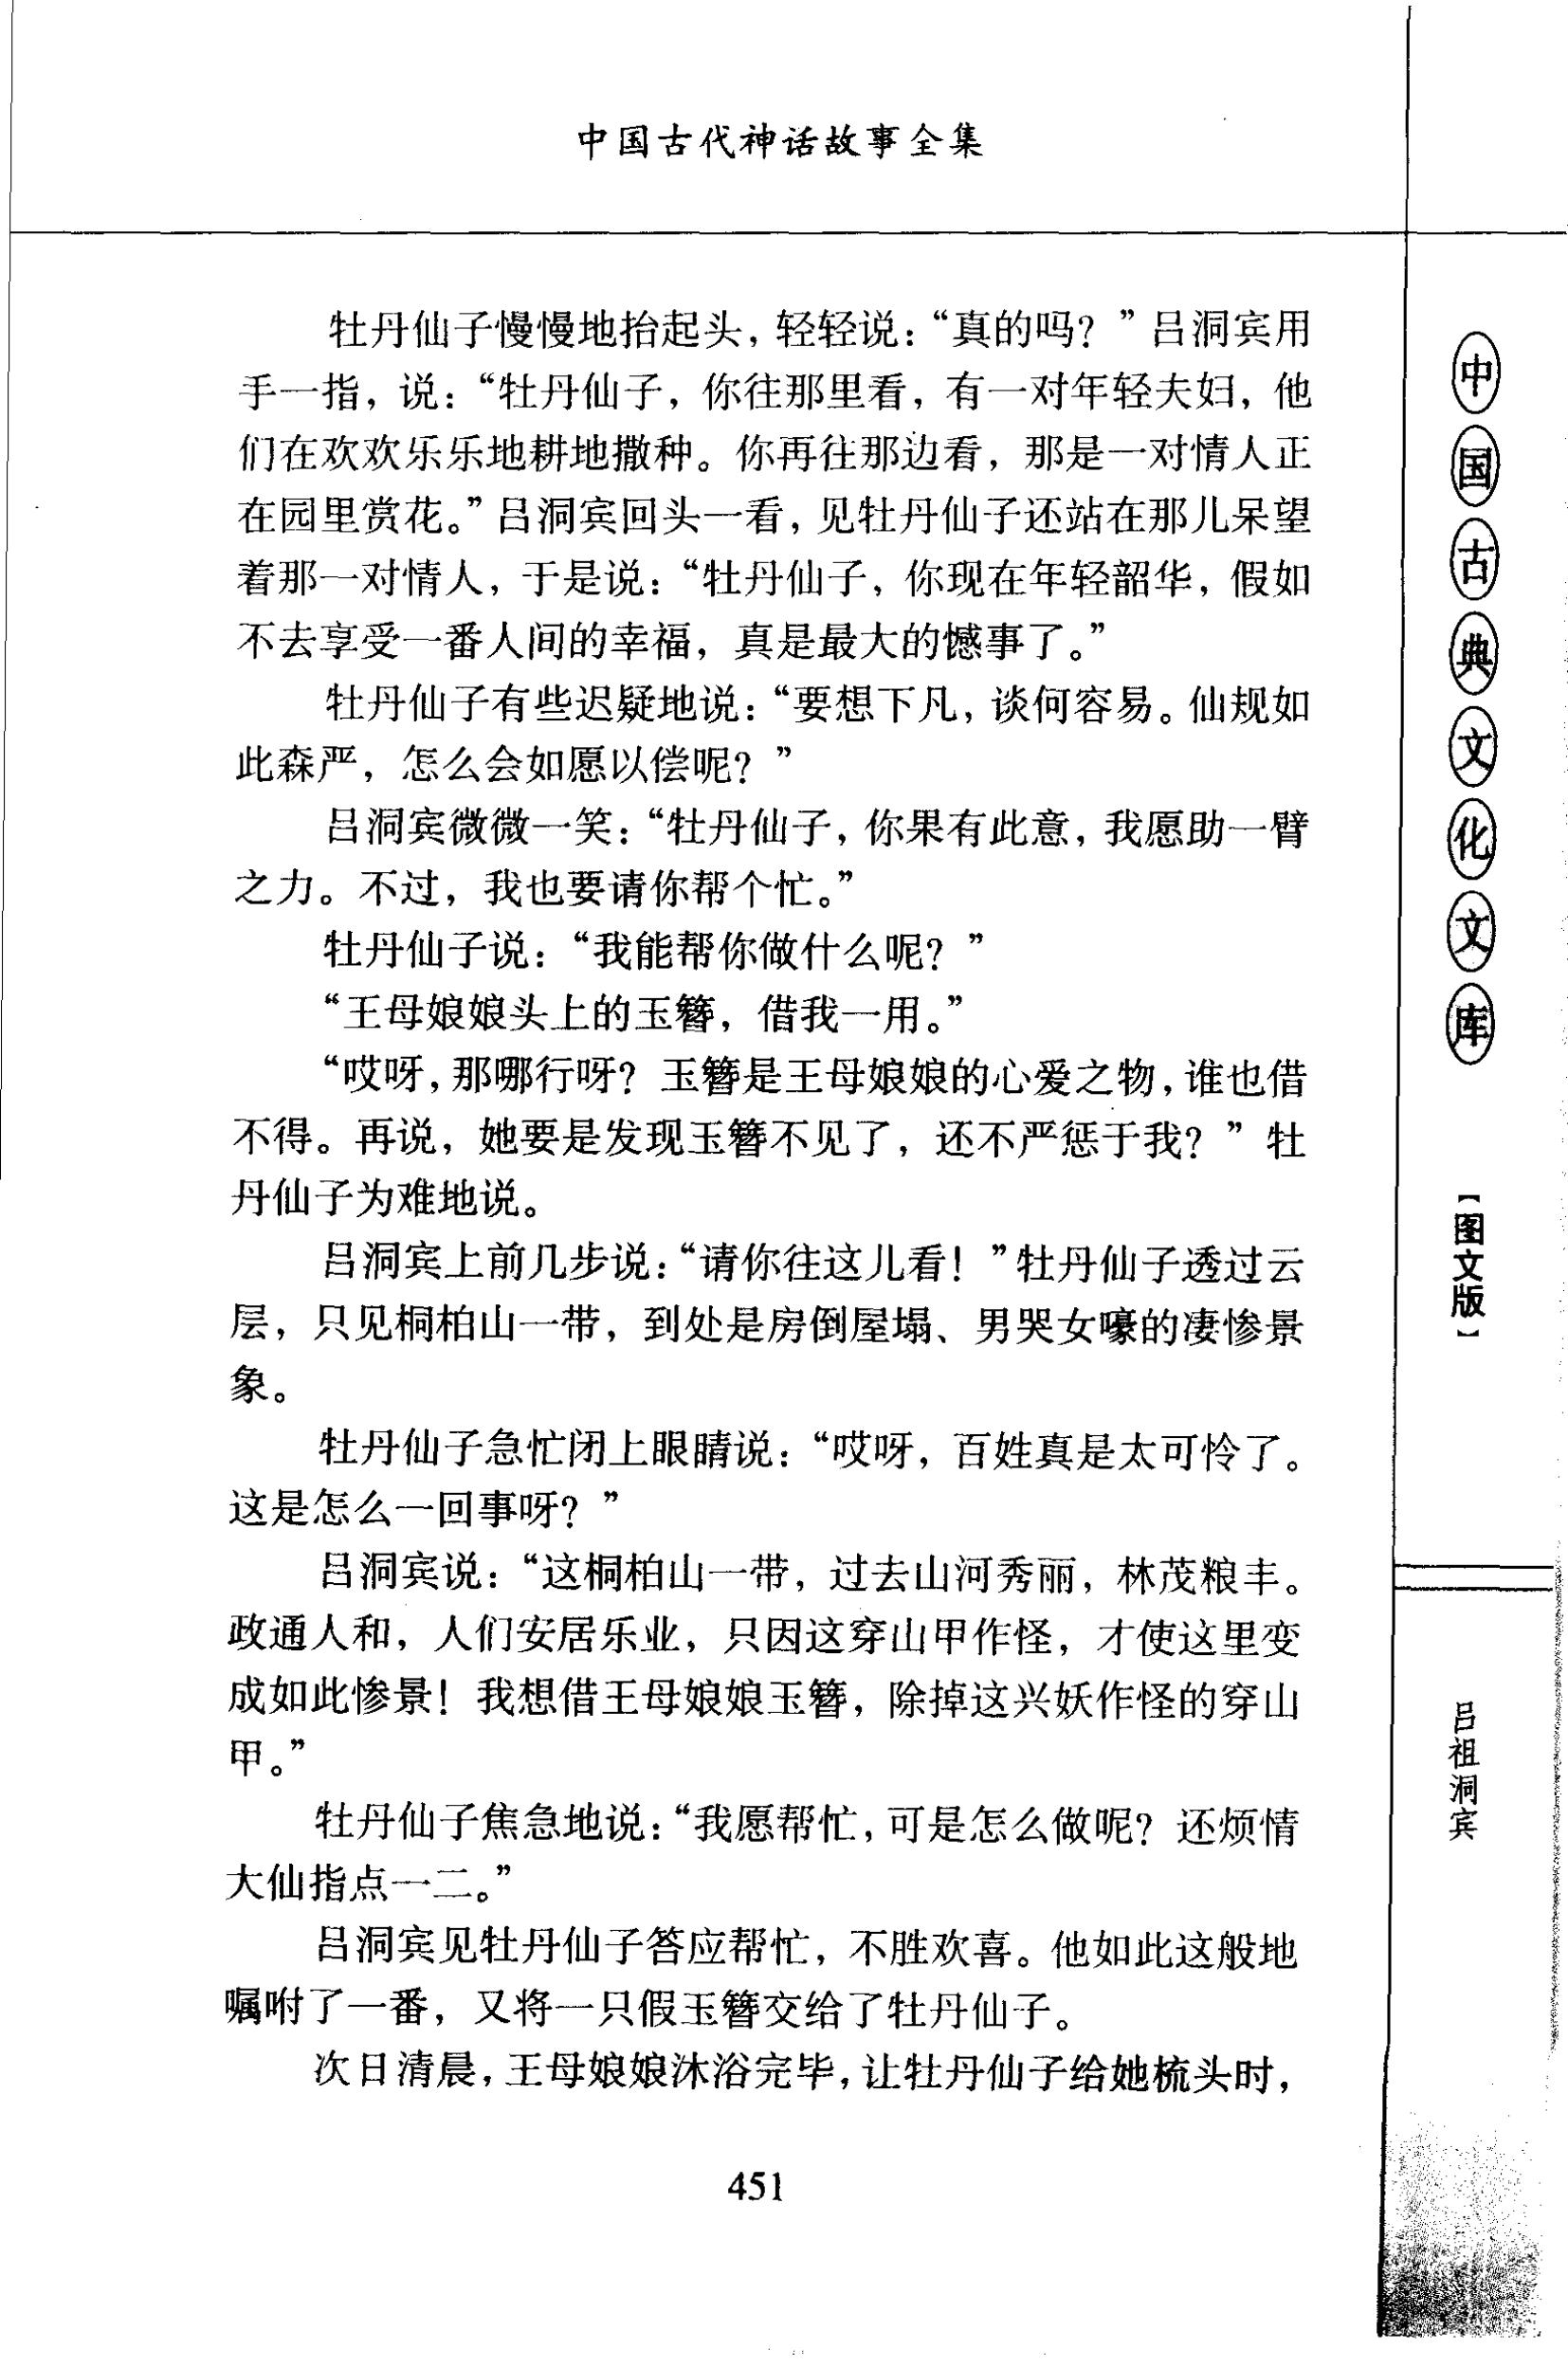 中国古代神话故事全集
牡丹仙子慢慢地抬起头，轻轻说：“真的吗？”吕洞宾用
手一指，说：“牡丹仙子，你往那里看，有一对年轻夫妇，他
们在欢欢乐乐地耕地撒种。你再往那边看，那是一对情人正
在园里赏花。”吕洞宾回头一看，见牡丹仙子还站在那儿呆望
着那一对情人，于是说：“牡丹仙子，你现在年轻韶华，假如
不去享受一番人间的幸福，真是最大的憾事了。”
牡丹仙子有些迟疑地说：“要想下凡，谈何容易。仙规如
此森严，怎么会如愿以偿呢？”
吕洞宾微微一笑：“牡丹仙子，你果有此意，我愿助一臂
之力。不过，我也要请你帮个忙。”
牡丹仙子说：“我能帮你做什么呢？”
“王母娘娘头上的玉簪，借我一用。”
“哎呀，那哪行呀？玉簪是王母娘娘的心爱之物，谁也借
不得。再说，她要是发现玉簪不见了，还不严惩于我？”牡
丹仙子为难地说。
吕洞宾上前几步说：“请你往这儿看！”牡丹仙子透过云
层，只见桐柏山一带，到处是房倒屋塌、男哭女嚎的凄惨景
象。
牡丹仙子急忙闭上眼睛说：“哎呀，百姓真是太可怜了。
这是怎么一回事呀？”
吕洞宾说：“这桐柏山一带，过去山河秀丽，林茂粮丰。
政通人和，人们安居乐业，只因这穿山甲作怪，才使这里变
成如此惨景！我想借王母娘娘玉簪，除掉这兴妖作怪的穿山
甲。”
牡丹仙子焦急地说：“我愿帮忙，可是怎么做呢？还烦情
大仙指点一二。”
吕洞宾见牡丹仙子答应帮忙，不胜欢喜。他如此这般地
嘱咐了一番，又将一只假玉簪交给了牡丹仙子。
次日清晨，王母娘娘沐浴完毕，让牡丹仙子给她梳头时，
451
中国古典文化文库
【图文版】
吕祖洞宾